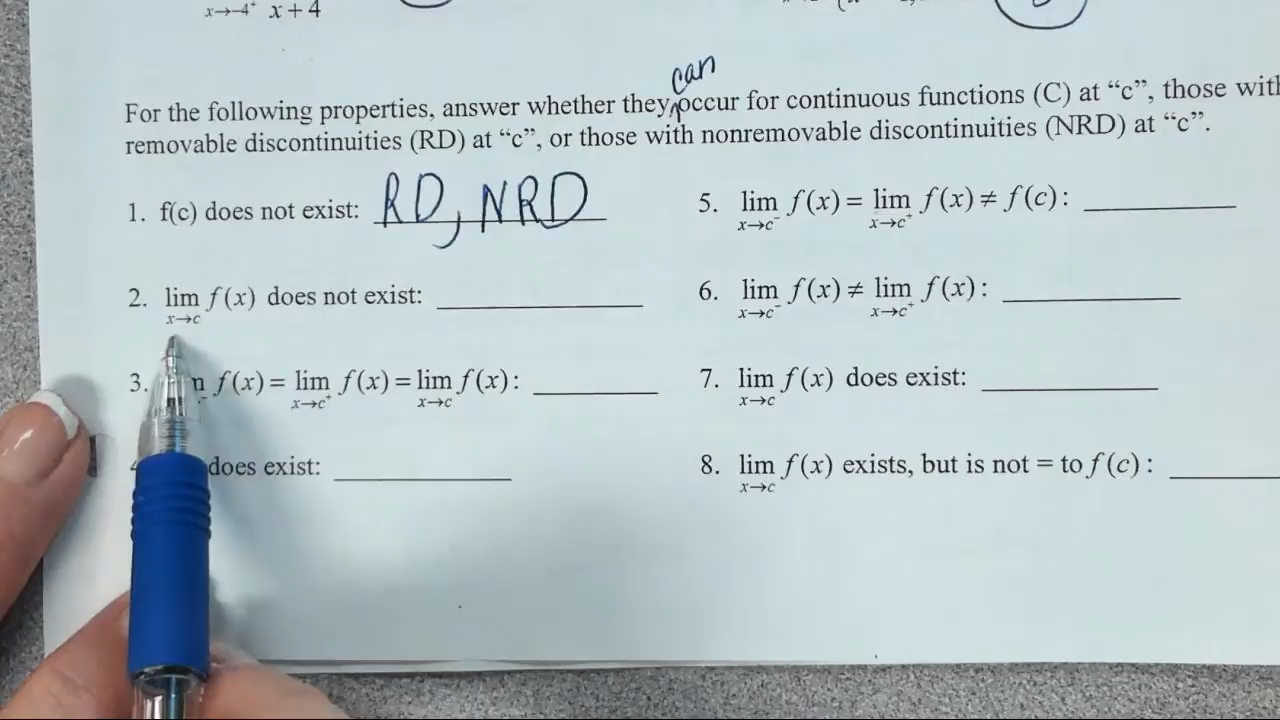 x→-4⁺ x+4
can
For the following properties, answer whether they occur for continuous functions (C) at “c”, those with
removable discontinuities (RD) at “c”, or those with nonremovable discontinuities (NRD) at “c”.
1. f(c) does not exist: RD, NRD
2. lim x→c f(x) does not exist:
3. f(x) = lim x→c⁺ f(x) = lim x→c f(x):
does exist:
5. lim x→c⁻ f(x) = lim x→c⁺ f(x) ≠ f(c):
6. lim x→c⁻ f(x) ≠ lim x→c⁺ f(x):
7. lim x→c f(x) does exist:
8. lim x→c f(x) exists, but is not = to f(c):